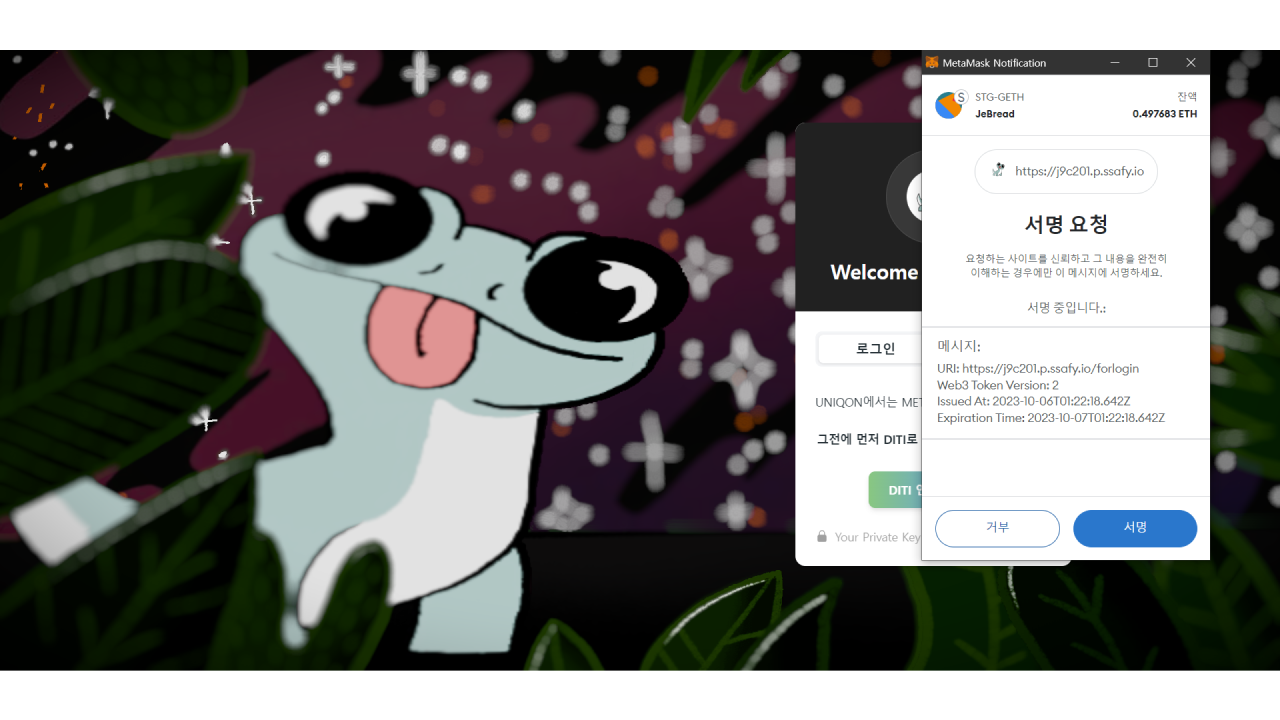 MetaMask Notification
S
STG-GETH
잔액
JeBread
0.497683 ETH
https://j9c201.p.ssafy.io
서명 요청
요청하는 사이트를 신뢰하고 그 내용을 완전히
이해하는 경우에만 이 메시지에 서명하세요.
서명 중입니다.:
메시지:
URI: https://j9c201.p.ssafy.io/forlogin
Web3 Token Version: 2
Issued At: 2023-10-06T01:22:18.642Z
Expiration Time: 2023-10-07T01:22:18.642Z
거부
서명
Welcome
로그인
UNIQON에서는 MET
그전에 먼저 DITI로
DITI
Your Private Key